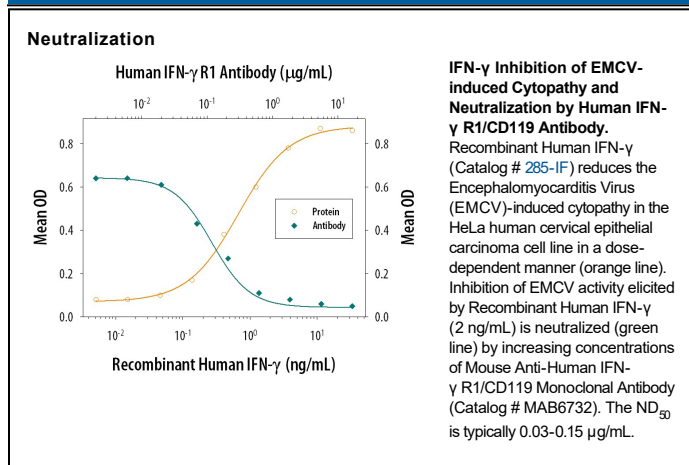 Neutralization
Human IFN-γ R1 Antibody (μg/mL)
10⁻² 10⁻¹ 10⁰ 10¹
Mean OD
0.8
0.6
0.4
0.2
0.0
Protein
Antibody
0.8
0.6
0.4
0.2
0.0
Mean OD
10⁻² 10⁻¹ 10⁰ 10¹
Recombinant Human IFN-γ (ng/mL)
IFN-γ Inhibition of EMCV-
induced Cytopathy and
Neutralization by Human IFN-
γ R1/CD119 Antibody.
Recombinant Human IFN-γ
(Catalog # 285-IF) reduces the
Encephalomyocarditis Virus
(EMCV)-induced cytopathy in the
HeLa human cervical epithelial
carcinoma cell line in a dose-
dependent manner (orange line).
Inhibition of EMCV activity elicited
by Recombinant Human IFN-γ
(2 ng/mL) is neutralized (green
line) by increasing concentrations
of Mouse Anti-Human IFN-
γ R1/CD119 Monoclonal Antibody
(Catalog # MAB6732). The ND₅₀
is typically 0.03-0.15 μg/mL.